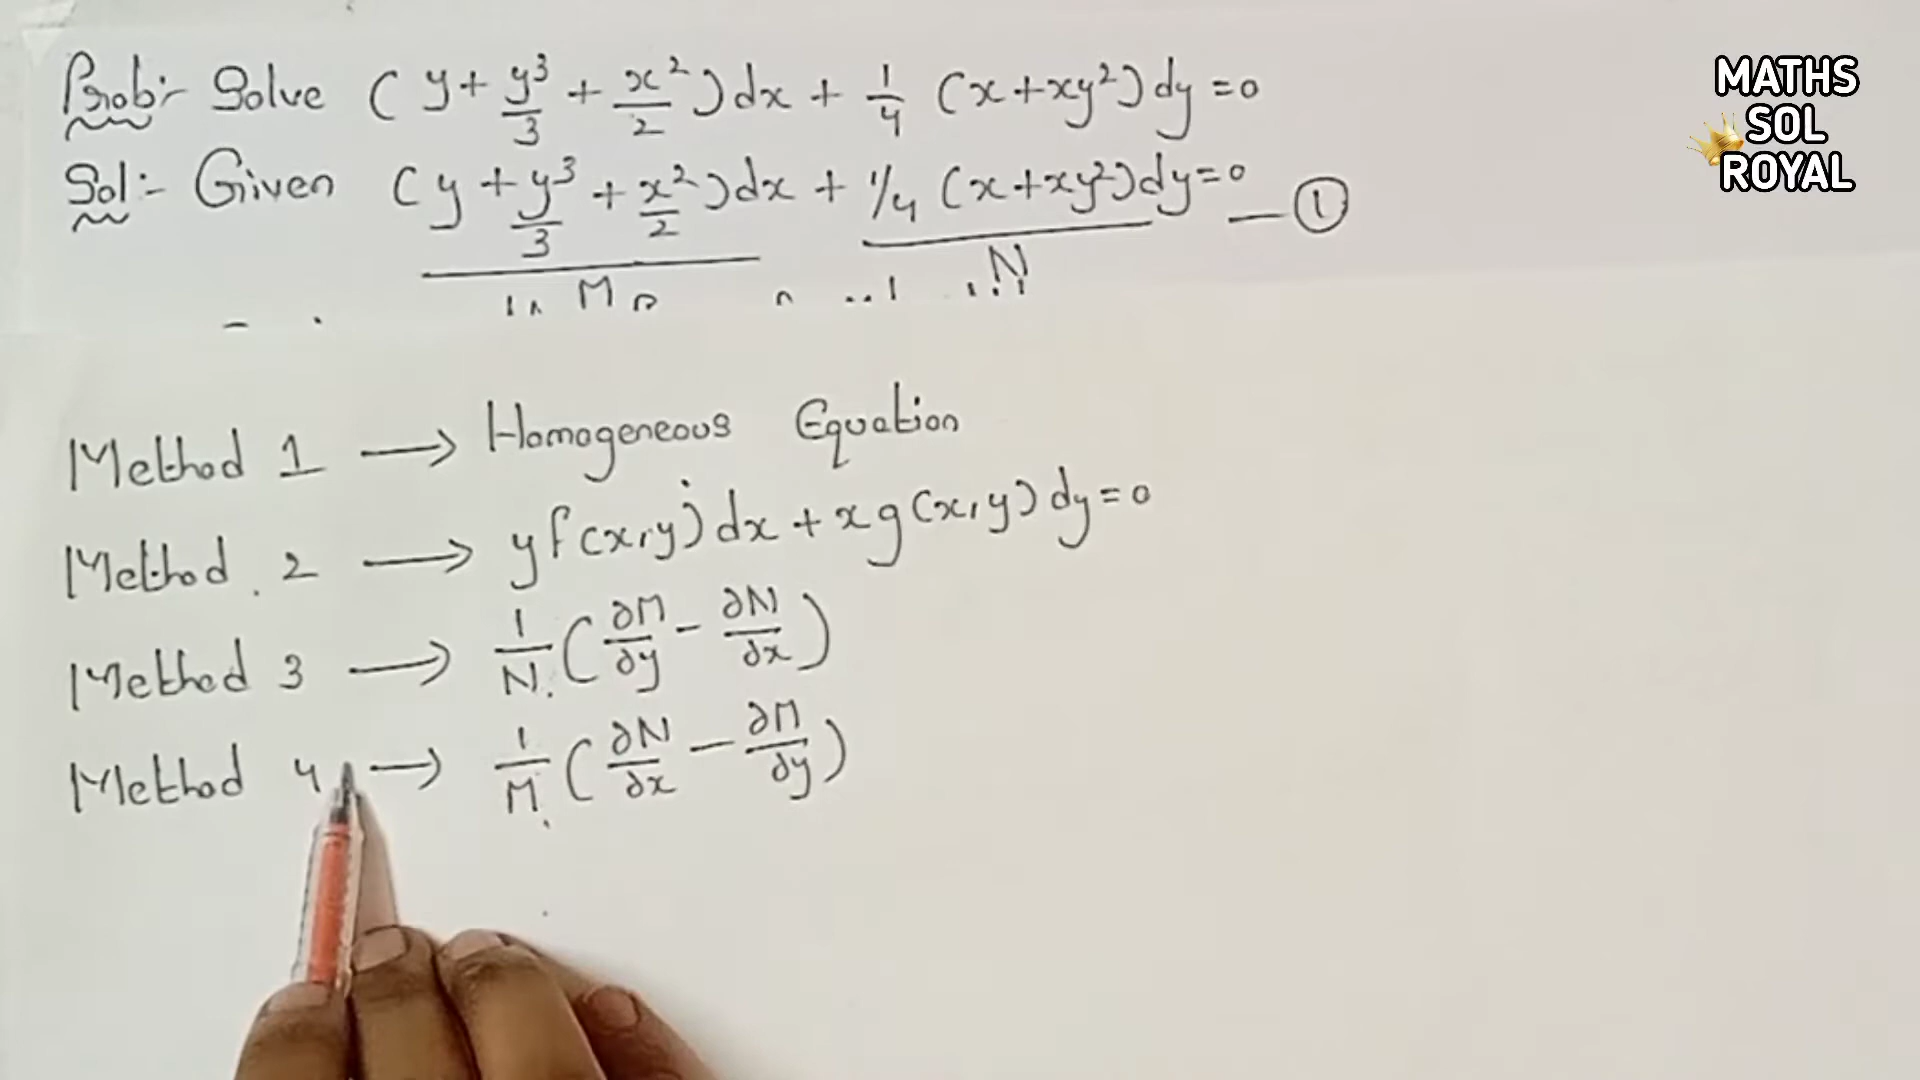 Prob:- Solve (y + y³/3 + x²/2)dx + 1/4 (x+xy²)dy=0
MATHS
SOL
ROYAL
Sol:- Given (y + y³/3 + x²/2)dx + 1/4 (x+xy²)dy=0 — ①
M N
Method 1 → Homogeneous Equation
Method 2 → yf(x,y)dx + xg(x,y)dy=0
Method 3 → 1/N (∂M/∂y - ∂N/∂x)
Method 4 → 1/M (∂N/∂x - ∂M/∂y)